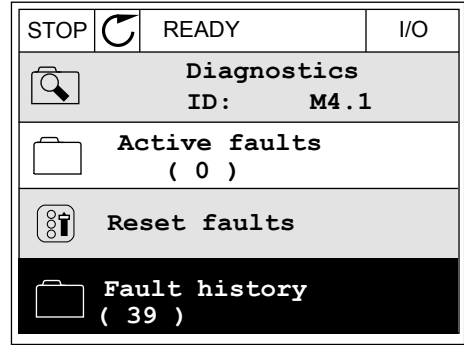 STOP READY I/O
Diagnostics
ID: M4.1
Active faults
( 0 )
Reset faults
Fault history
( 39 )